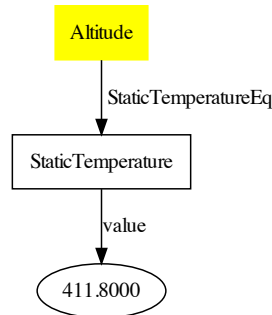 Altitude
StaticTemperatureEq
StaticTemperature
value
411.8000